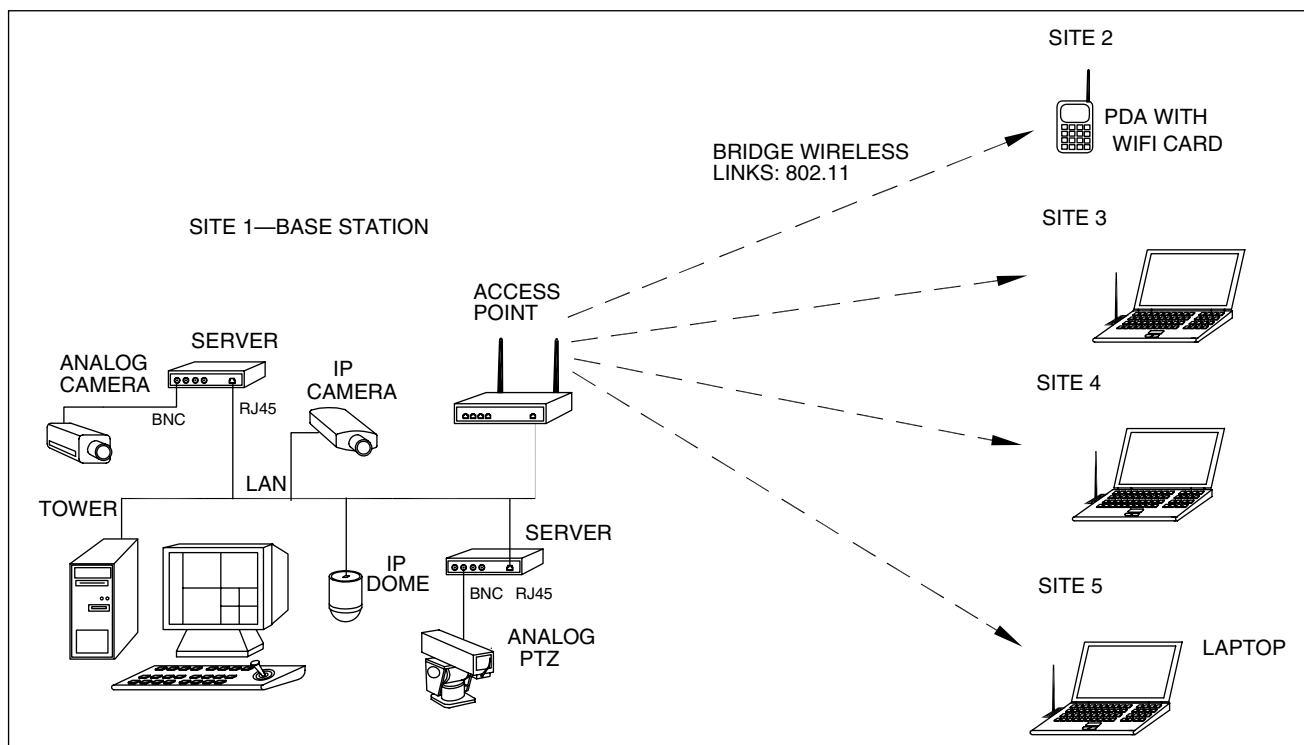 SITE 2
PDA WITH
WIFI CARD
BRIDGE WIRELESS
LINKS: 802.11
SITE 1—BASE STATION
SITE 3
ACCESS
POINT
SERVER
ANALOG
CAMERA
IP
CAMERA
BNC
RJ45
SITE 4
LAN
TOWER
SERVER
IP
DOME
BNC
RJ45
ANALOG
PTZ
SITE 5
LAPTOP